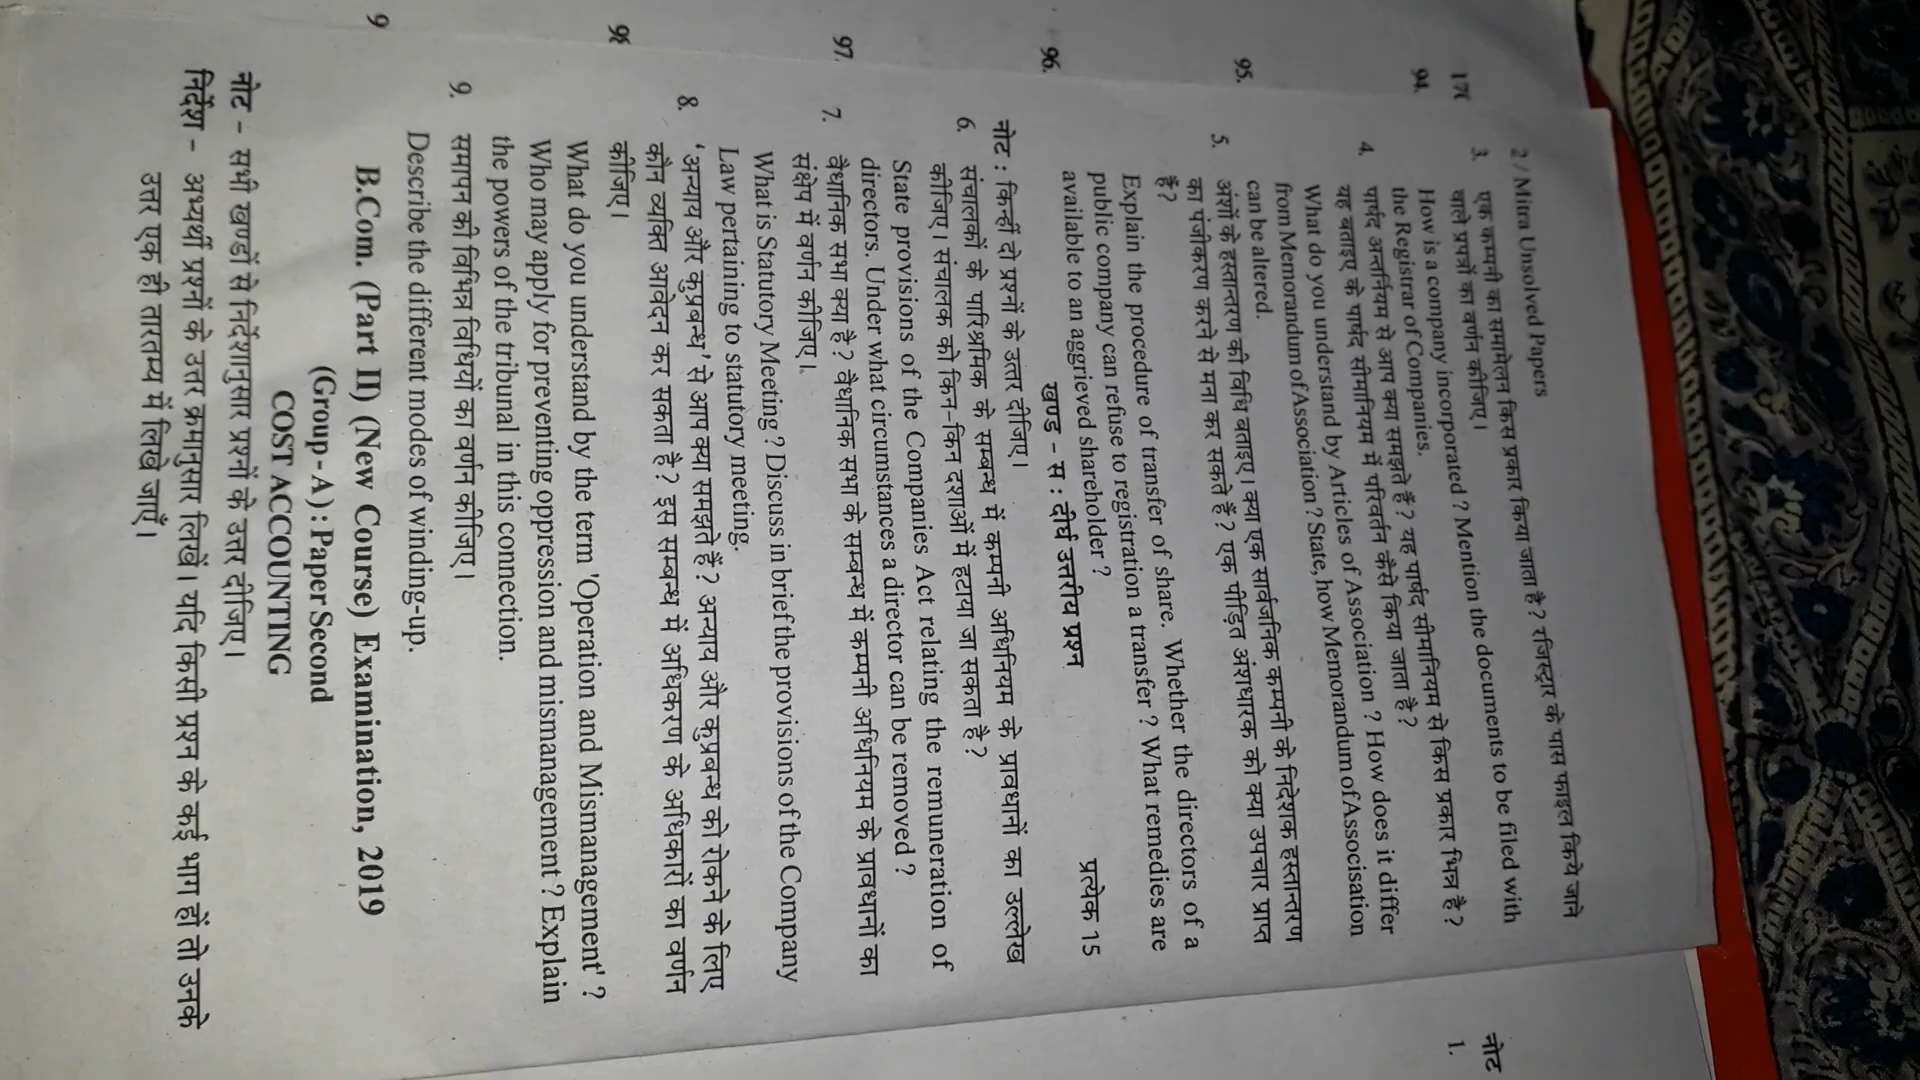 2 / Mitra Unsolved Papers
3. एक कम्पनी का समामेलन किस प्रकार किया जाता है ? रजिस्ट्रार के पास फाइल किये जाने
वाले प्रपत्रों का वर्णन कीजिए।
How is a company incorporated ? Mention the documents to be filed with
the Registrar of Companies.
4. पार्षद अन्तर्नियम से आप क्या समझते हैं ? यह पार्षद सीमानियम से किस प्रकार भिन्न है ?
यह बताइए के पार्षद सीमानियम में परिवर्तन कैसे किया जाता है ?
What do you understand by Articles of Association ? How does it differ
from Memorandum of Association ? State, how Memorandum of Associsation
can be altered.
5. अंशों के हस्तान्तरण की विधि बताइए। क्या एक सार्वजनिक कम्पनी के निदेशक हस्तान्तरण
का पंजीकरण करने से मना कर सकते हैं ? एक पीड़ित अंशधारक को क्या उपचार प्राप्त
हैं ?
Explain the procedure of transfer of share. Whether the directors of a
public company can refuse to registration a transfer ? What remedies are
available to an aggrieved shareholder ?
खण्ड - स : दीर्घ उत्तरीय प्रश्न प्रत्येक 15
नोट : किन्हीं दो प्रश्नों के उत्तर दीजिए।
6. संचालकों के पारिश्रमिक के सम्बन्ध में कम्पनी अधिनियम के प्रावधानों का उल्लेख
कीजिए। संचालक को किन-किन दशाओं में हटाया जा सकता है ?
State provisions of the Companies Act relating the remuneration of
directors. Under what circumstances a director can be removed ?
7. वैधानिक सभा क्या है ? वैधानिक सभा के सम्बन्ध में कम्पनी अधिनियम के प्रावधानों का
संक्षेप में वर्णन कीजिए।
What is Statutory Meeting ? Discuss in brief the provisions of the Company
Law pertaining to statutory meeting.
8. 'अन्याय और कुप्रबन्ध' से आप क्या समझते हैं ? अन्याय और कुप्रबन्ध को रोकने के लिए
कौन व्यक्ति आवेदन कर सकता है ? इस सम्बन्ध में अधिकरण के अधिकारों का वर्णन
कीजिए।
What do you understand by the term 'Operation and Mismanagement' ?
Who may apply for preventing oppression and mismanagement ? Explain
the powers of the tribunal in this connection.
9. समापन की विभिन्न विधियों का वर्णन कीजिए।
Describe the different modes of winding-up.
B.Com. (Part II) (New Course) Examination, 2019
(Group - A) : Paper Second
COST ACCOUNTING
नोट - सभी खण्डों से निर्देशानुसार प्रश्नों के उत्तर दीजिए।
निर्देश - अभ्यर्थी प्रश्नों के उत्तर क्रमानुसार लिखें। यदि किसी प्रश्न के कई भाग हों तो उनके
उत्तर एक ही तारतम्य में लिखे जाएँ।
94.
95.
96.
97.
नोट
1.